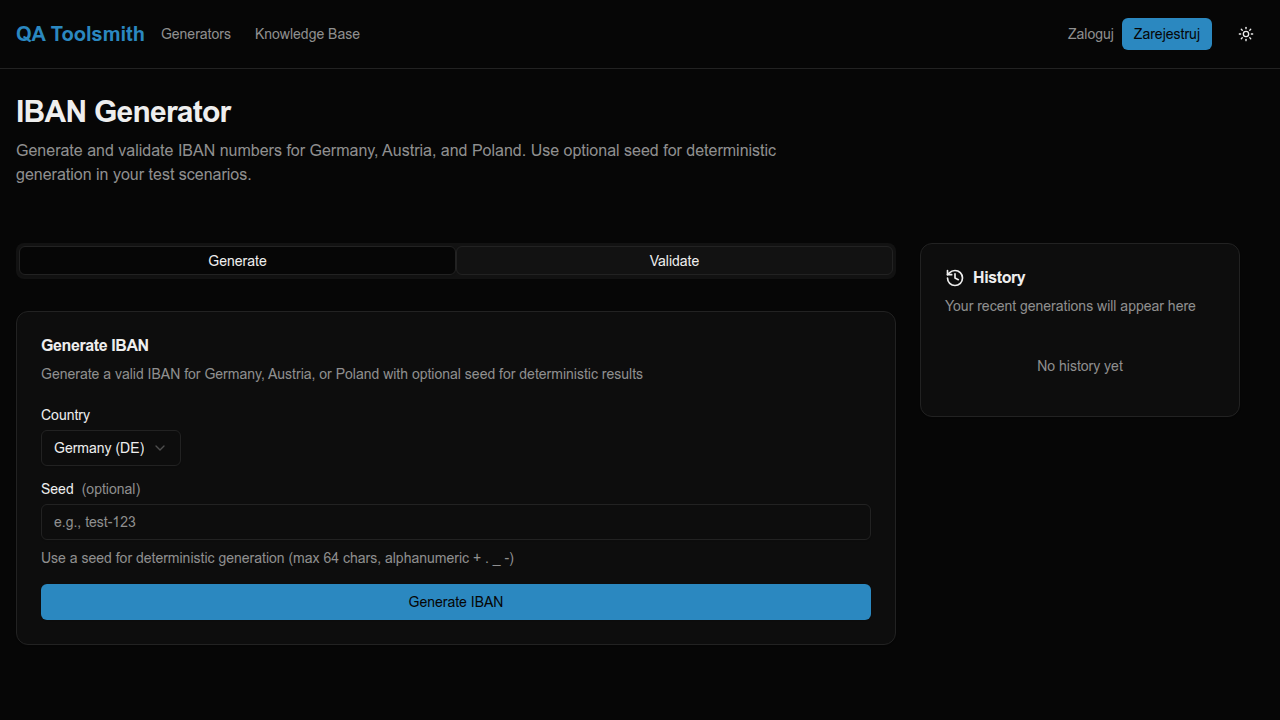 QA Toolsmith
Generators
Knowledge Base
Zaloguj
Zarejestruj
IBAN Generator
Generate and validate IBAN numbers for Germany, Austria, and Poland. Use optional seed for deterministic
generation in your test scenarios.
Generate
Validate
Generate IBAN
Generate a valid IBAN for Germany, Austria, or Poland with optional seed for deterministic results
Country
Germany (DE)
Seed (optional)
e.g., test-123
Use a seed for deterministic generation (max 64 chars, alphanumeric + . _ -)
Generate IBAN
History
Your recent generations will appear here
No history yet